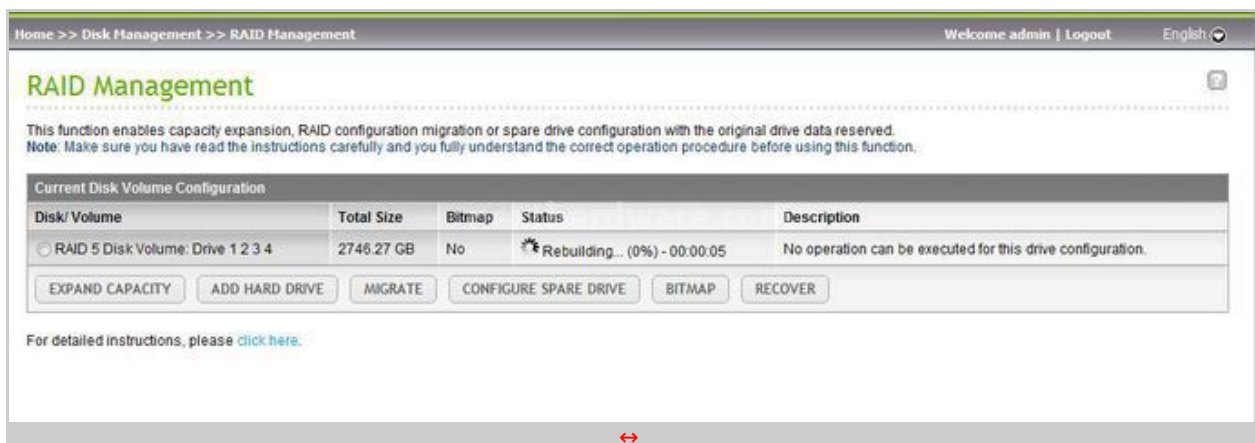 Home >> Disk Management >> RAID Management Welcome admin | Logout English
RAID Management
This function enables capacity expansion, RAID configuration migration or spare drive configuration with the original drive data reserved.
Note: Make sure you have read the instructions carefully and you fully understand the correct operation procedure before using this function.
Current Disk Volume Configuration
Disk/ Volume Total Size Bitmap Status Description
RAID 5 Disk Volume: Drive 1 2 3 4 2746.27 GB No Rebuilding... (0%) - 00:00:05 No operation can be executed for this drive configuration.
EXPAND CAPACITY ADD HARD DRIVE MIGRATE CONFIGURE SPARE DRIVE BITMAP RECOVER
For detailed instructions, please click here.